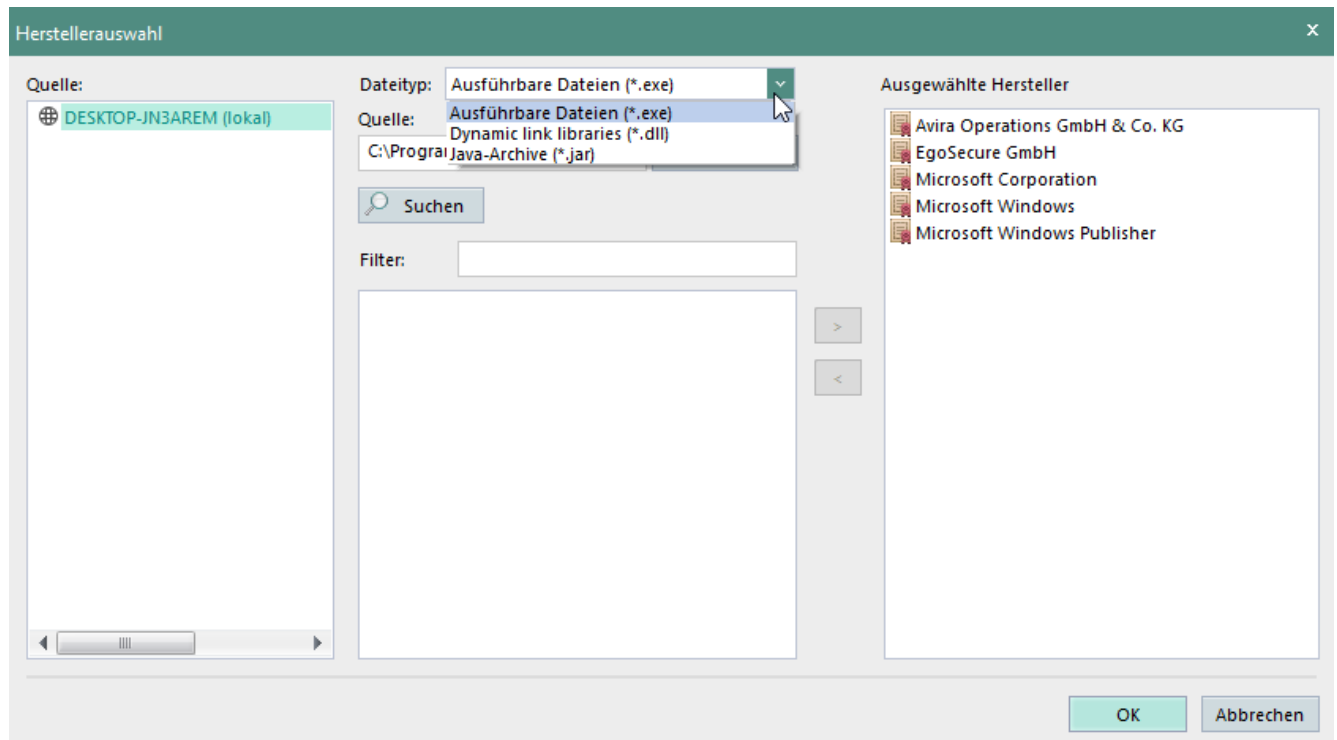 Herstellerauswahl
x
Quelle:
DESKTOP-JN3AREM (lokal)
Dateityp:
Ausführbare Dateien (*.exe)
Ausführbare Dateien (*.exe)
Dynamic link libraries (*.dll)
Java-Archive (*.jar)
Quelle:
Suchen
Filter:
>
<
Ausgewählte Hersteller
Avira Operations GmbH & Co. KG
EgoSecure GmbH
Microsoft Corporation
Microsoft Windows
Microsoft Windows Publisher
OK
Abbrechen